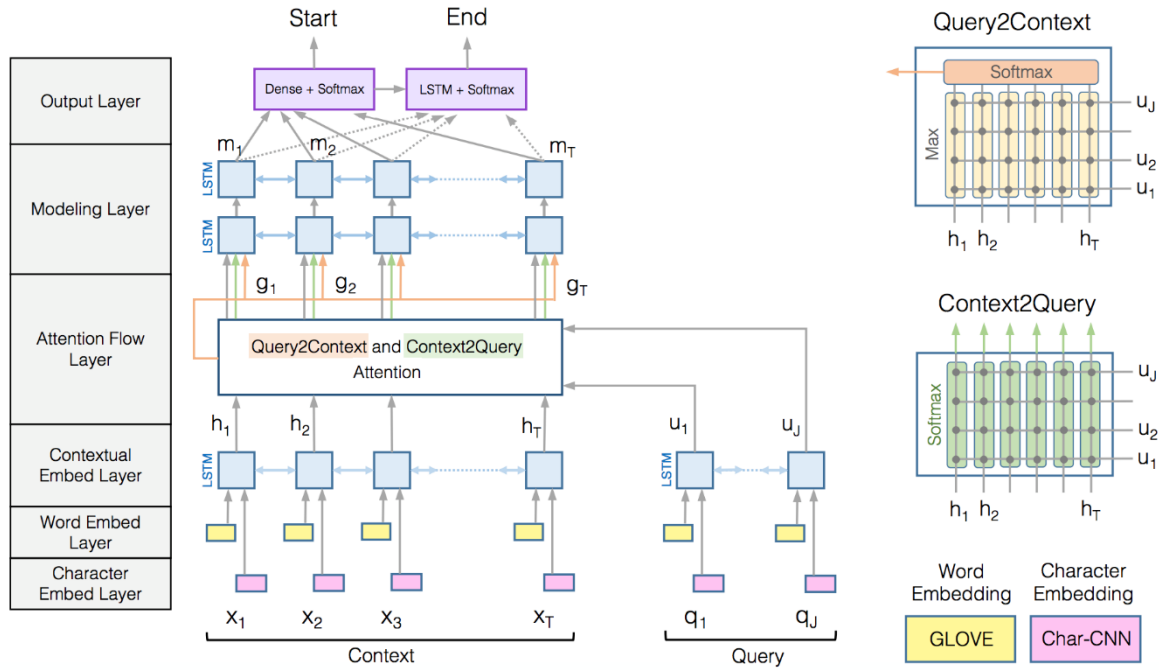 Start
End
Output Layer
Dense + Softmax
LSTM + Softmax
m1
m2
mT
Modeling Layer
LSTM
LSTM
g1
g2
gT
Attention Flow
Layer
Query2Context and Context2Query
Attention
h1
h2
hT
u1
uJ
Contextual
Embed Layer
LSTM
LSTM
Word Embed
Layer
Character
Embed Layer
x1
x2
x3
xT
q1
qJ
Context
Query
Query2Context
Softmax
Max
uJ
u2
u1
h1
h2
hT
Context2Query
Softmax
uJ
u2
u1
h1
h2
hT
Word
Embedding
GLOVE
Character
Embedding
Char-CNN